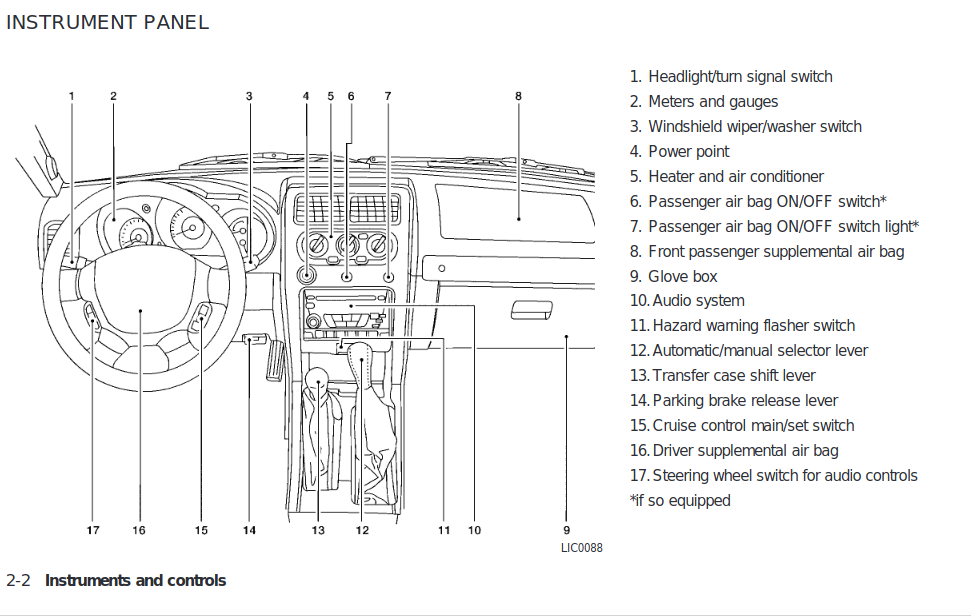 INSTRUMENT PANEL
1 2 3 4 5 6 7 8
17 16 15 14 13 12 11 10 9
LIC0088
1. Headlight/turn signal switch
2. Meters and gauges
3. Windshield wiper/washer switch
4. Power point
5. Heater and air conditioner
6. Passenger air bag ON/OFF switch*
7. Passenger air bag ON/OFF switch light*
8. Front passenger supplemental air bag
9. Glove box
10. Audio system
11. Hazard warning flasher switch
12. Automatic/manual selector lever
13. Transfer case shift lever
14. Parking brake release lever
15. Cruise control main/set switch
16. Driver supplemental air bag
17. Steering wheel switch for audio controls
*if so equipped
2-2 Instruments and controls